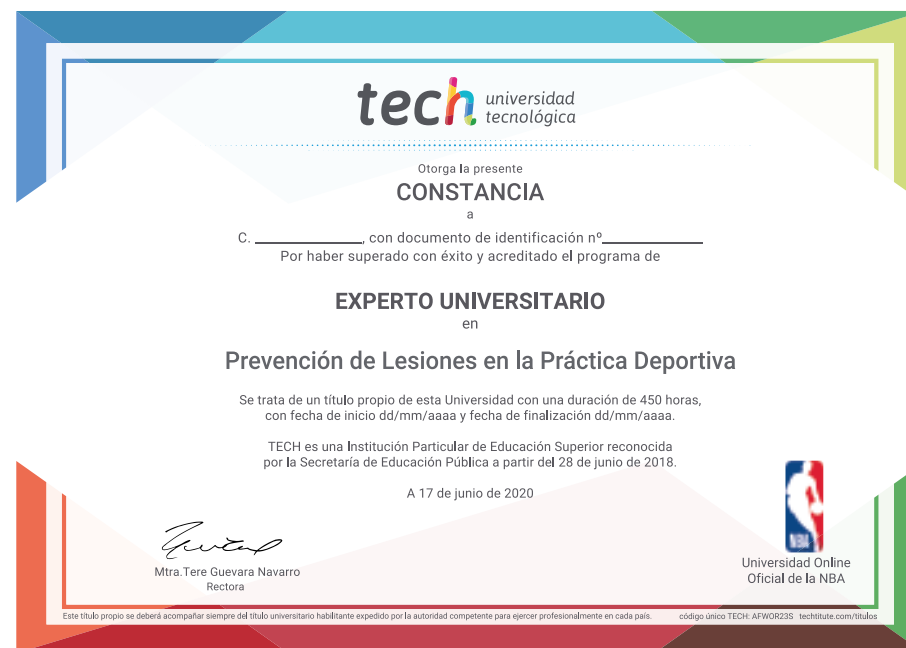 tech universidad
tecnológica
Otorga la presente
CONSTANCIA
a
C. ______________, con documento de identificación nº______________
Por haber superado con éxito y acreditado el programa de
EXPERTO UNIVERSITARIO
en
Prevención de Lesiones en la Práctica Deportiva
Se trata de un título propio de esta Universidad con una duración de 450 horas,
con fecha de inicio dd/mm/aaaa y fecha de finalización dd/mm/aaaa.
TECH es una Institución Particular de Educación Superior reconocida
por la Secretaría de Educación Pública a partir del 28 de junio de 2018.
A 17 de junio de 2020
Mtra.Tere Guevara Navarro
Rectora
NBA
Universidad Online
Oficial de la NBA
Este título propio se deberá acompañar siempre del título universitario habilitante expedido por la autoridad competente para ejercer profesionalmente en cada país.
código único TECH: AFWOR23S techtitute.com/titulos